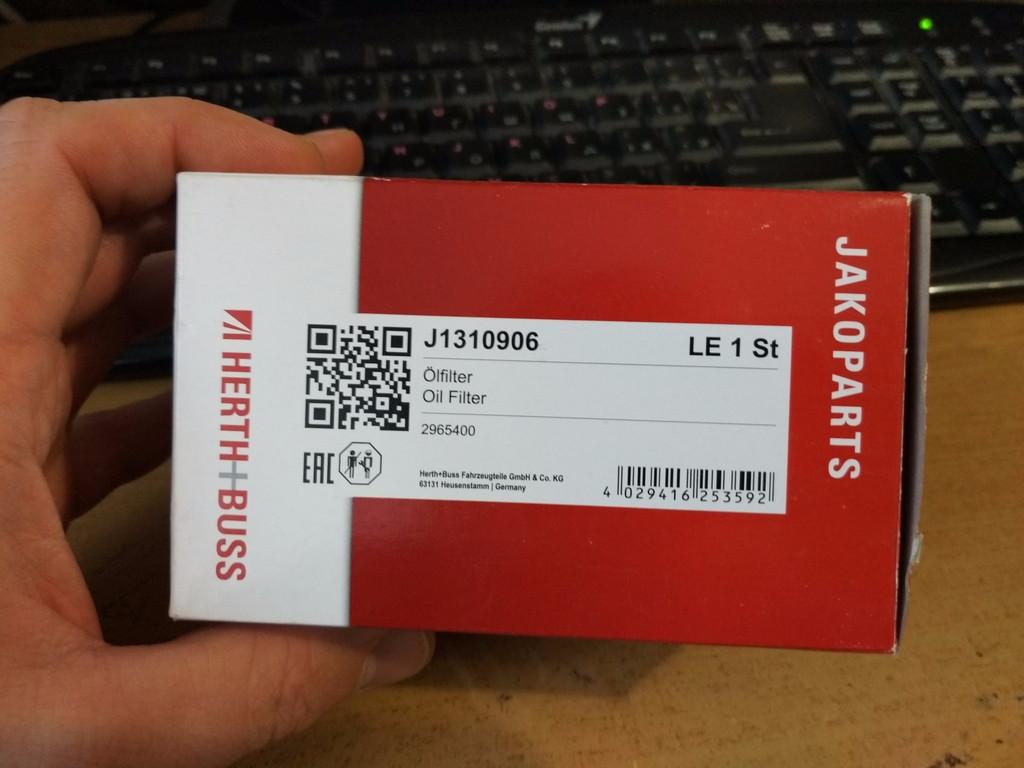 HERTH+BUSS
J1310906
LE 1 St
Ölfilter
Oil Filter
2965400
EAC
Herth+Buss Fahrzeugteile GmbH & Co. KG
63131 Heusenstamm | Germany
4 029416 253592
JAKOPARTS